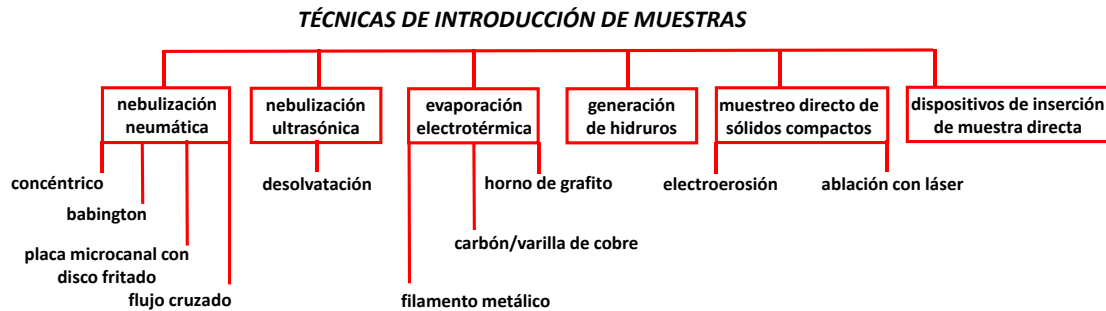 TÉCNICAS DE INTRODUCCIÓN DE MUESTRAS
nebulización
neumática
nebulización
ultrasónica
evaporación
electrotérmica
generación
de hidruros
muestreo directo de
sólidos compactos
dispositivos de inserción
de muestra directa
concéntrico
babington
placa microcanal con
disco fritado
flujo cruzado
desolvatación
horno de grafito
carbón/varilla de cobre
filamento metálico
electroerosión
ablación con láser